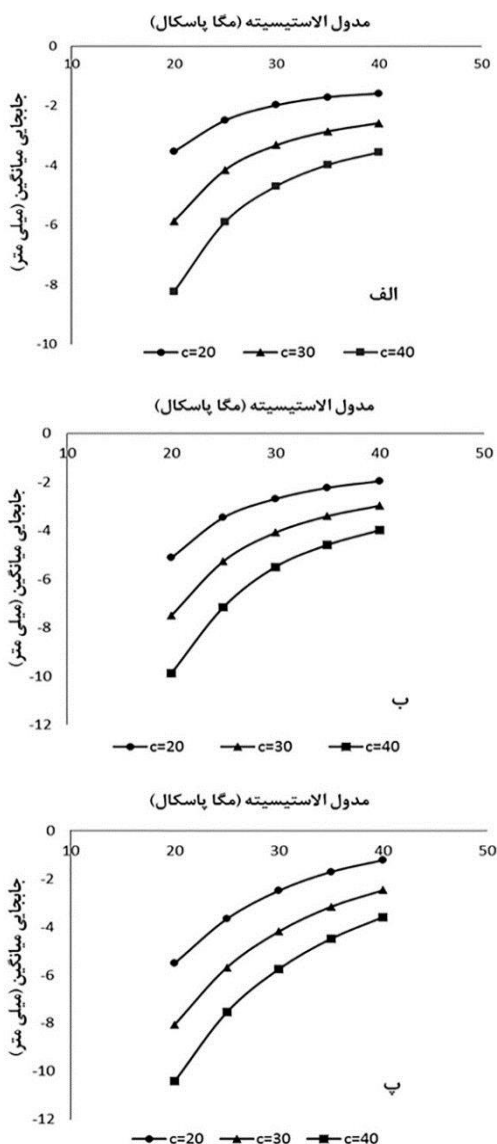 مدول الاستیسیته (مگا پاسکال)
0
10 20 30 40 50
-2
-4
-6
-8
-10
جابجایی میانگین (میلی متر)
الف
c=20 c=30 c=40
مدول الاستیسیته (مگا پاسکال)
0
10 20 30 40 50
-2
-4
-6
-8
-10
-12
جابجایی میانگین (میلی متر)
ب
c=20 c=30 c=40
مدول الاستیسیته (مگا پاسکال)
0
10 20 30 40 50
-2
-4
-6
-8
-10
-12
جابجایی میانگین (میلی متر)
پ
c=20 c=30 c=40